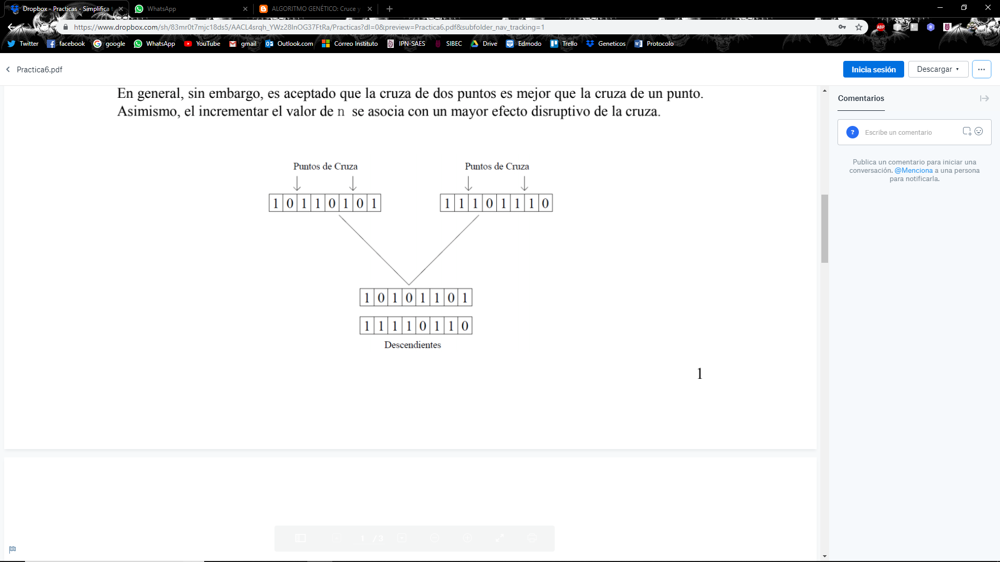 Dropbox - Practicas - Simplifica t
WhatsApp
ALGORITMO GENÉTICO: Cruce y
https://www.dropbox.com/sh/83mr0t7mjc18ds5/AACL4srqh_YWz28InOG37FtRa/Practicas?dl=0&preview=Practica6.pdf&subfolder_nav_tracking=1
ABP
R
Twitter facebook google WhatsApp YouTube gmail Outlook.com Correo Instituto IPN-SAES SIBEC Drive Edmodo Trello Geneticos Protocolo
Practica6.pdf
Inicia sesión
Descargar
En general, sin embargo, es aceptado que la cruza de dos puntos es mejor que la cruza de un punto.
Asimismo, el incrementar el valor de n se asocia con un mayor efecto disruptivo de la cruza.
Puntos de Cruza Puntos de Cruza
1 0 1 1 0 1 0 1 1 1 1 0 1 1 1 0
1 0 1 0 1 1 0 1
1 1 1 1 0 1 1 0
Descendientes
1
1 / 3
Comentarios
?
Escribe un comentario
Publica un comentario para iniciar una
conversación. @Menciona a una persona
para notificarla.